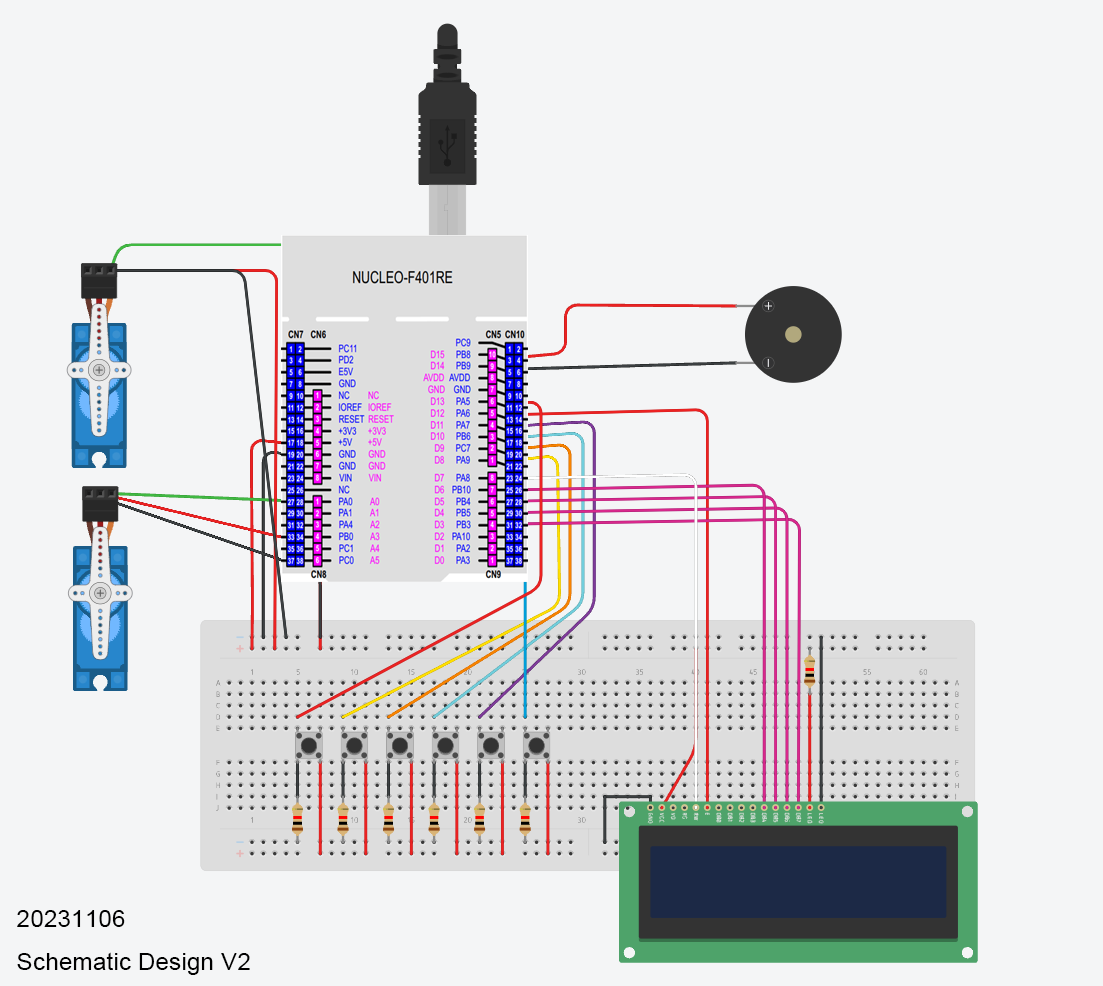 NUCLEO-F401RE
CN7 CN6 CN5 CN10
PC11 PC9
PD2 D15 PB8
E5V D14 PB9
GND AVDD AVDD
NC NC GND GND
IOREF IOREF D13 PA5
RESET RESET D12 PA6
+3V3 +3V3 D11 PA7
+5V +5V D10 PB6
GND GND D9 PC7
GND GND D8 PA9
VIN VIN D7 PA8
NC D6 PB10
PA0 A0 D5 PB4
PA1 A1 D4 PB5
PA4 A2 D3 PB3
PB0 A3 D2 PA10
PC1 A4 D1 PA2
PC0 A5 D0 PA3
CN8 CN9
1 5 10 15 20 25 30 35 45 55 60
A A
B B
C C
D D
E E
F F
G G
H H
I I
J J
1 10 20 30
20231106
Schematic Design V2